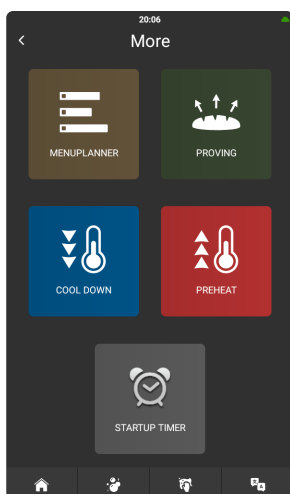 20:06
More
MENUPLANNER
PROVING
COOL DOWN
PREHEAT
STARTUP TIMER